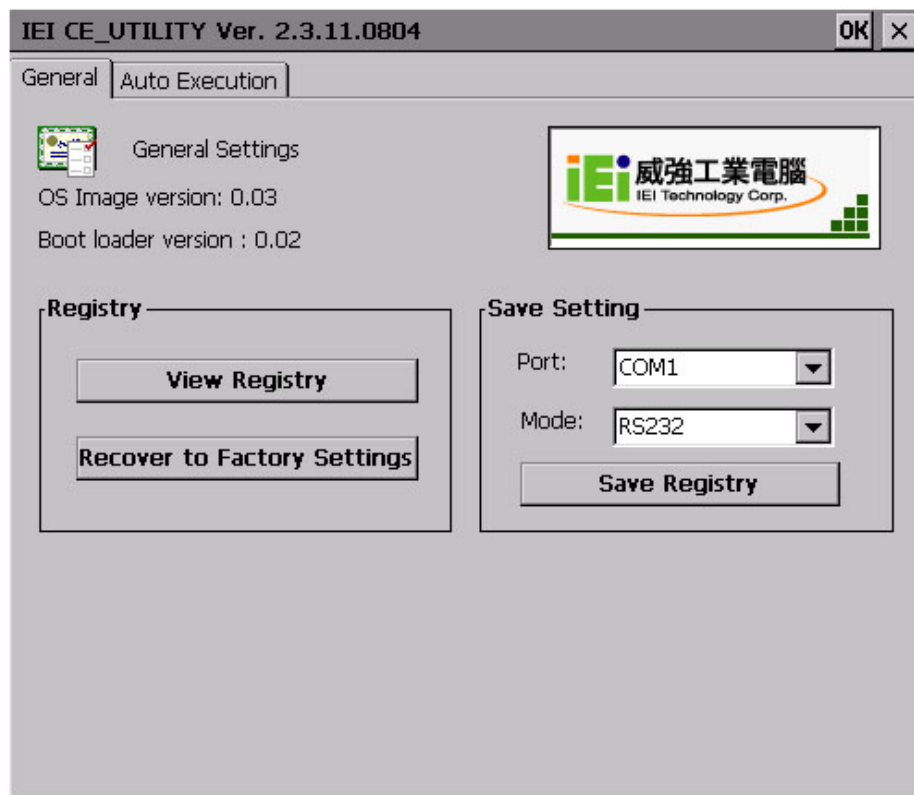 IEI CE_UTILITY Ver. 2.3.11.0804 OK ×
General Auto Execution
General Settings
OS Image version: 0.03
Boot loader version : 0.02
iEi 威強工業電腦
IEI Technology Corp.
Registry
View Registry
Recover to Factory Settings
Save Setting
Port: COM1
Mode: RS232
Save Registry